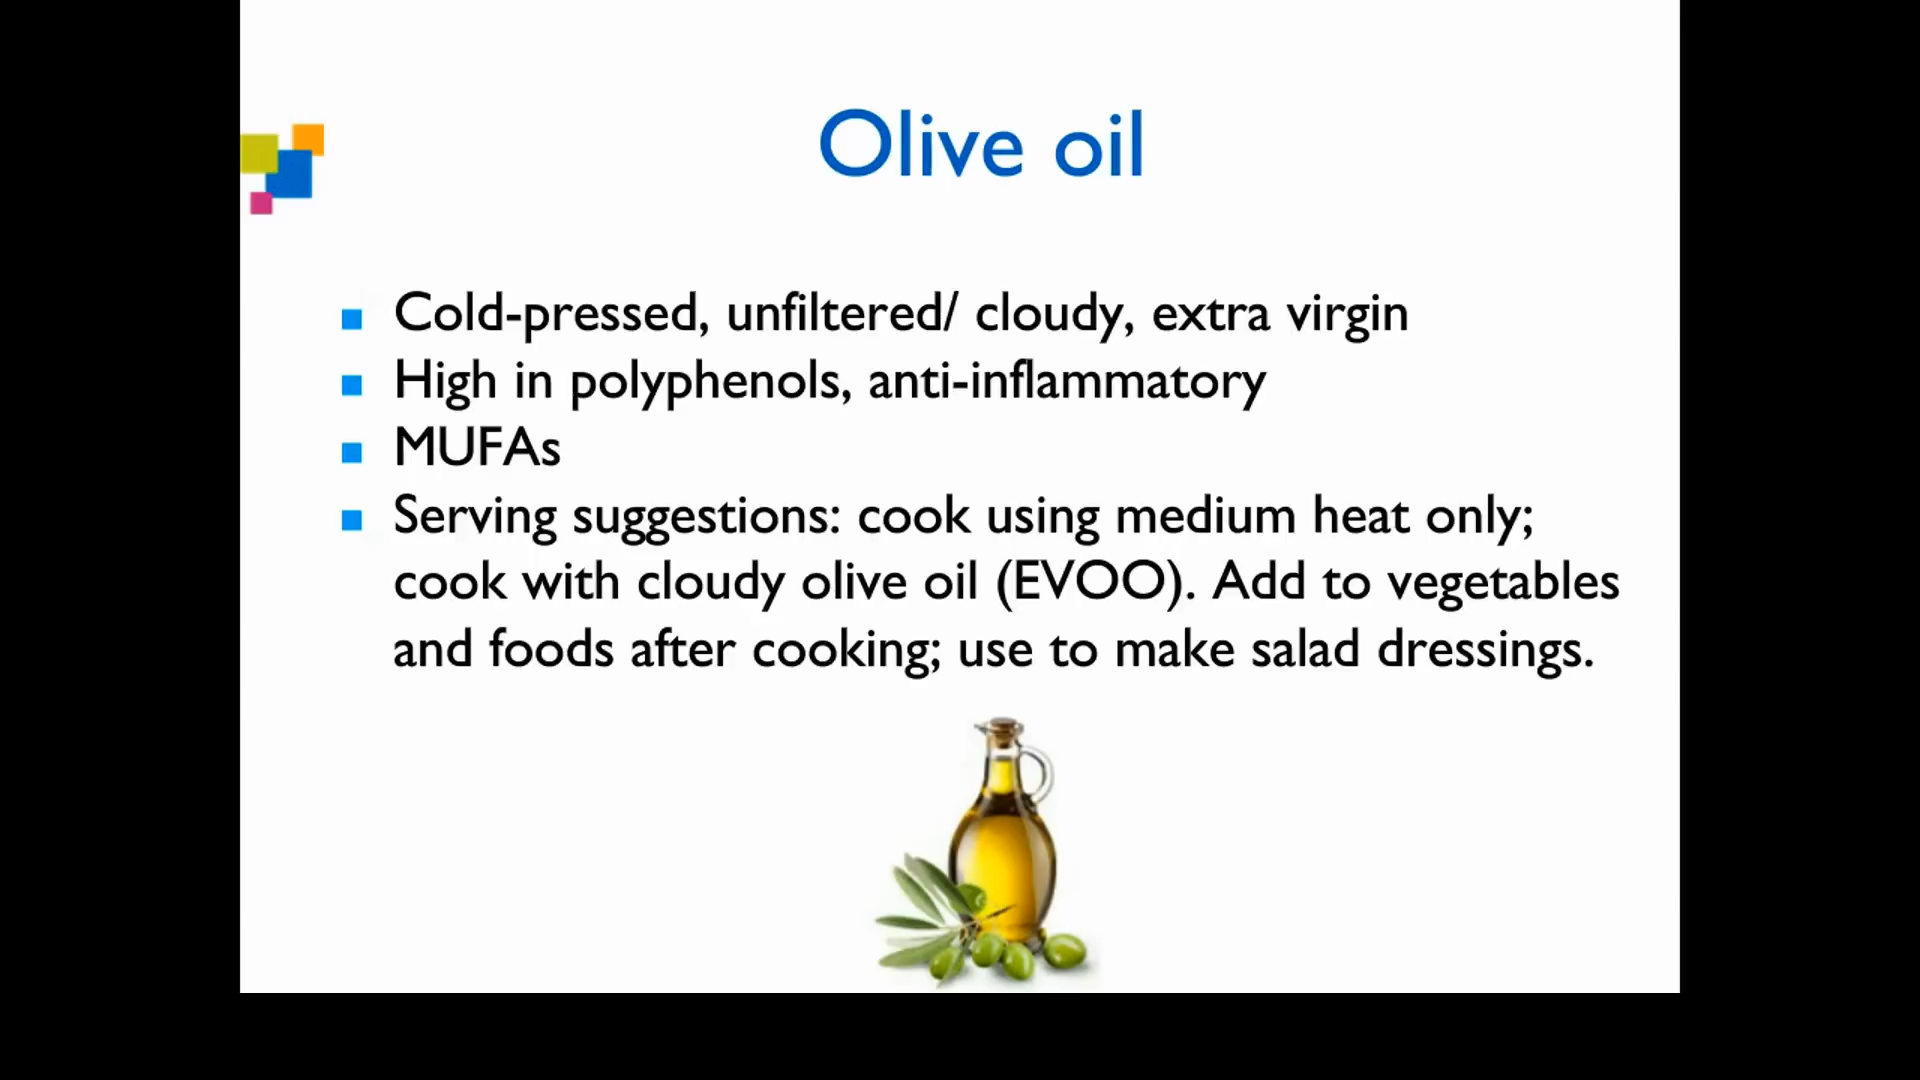 Olive oil
Cold-pressed, unfiltered/ cloudy, extra virgin
High in polyphenols, anti-inflammatory
MUFAs
Serving suggestions: cook using medium heat only;
cook with cloudy olive oil (EVOO). Add to vegetables
and foods after cooking; use to make salad dressings.